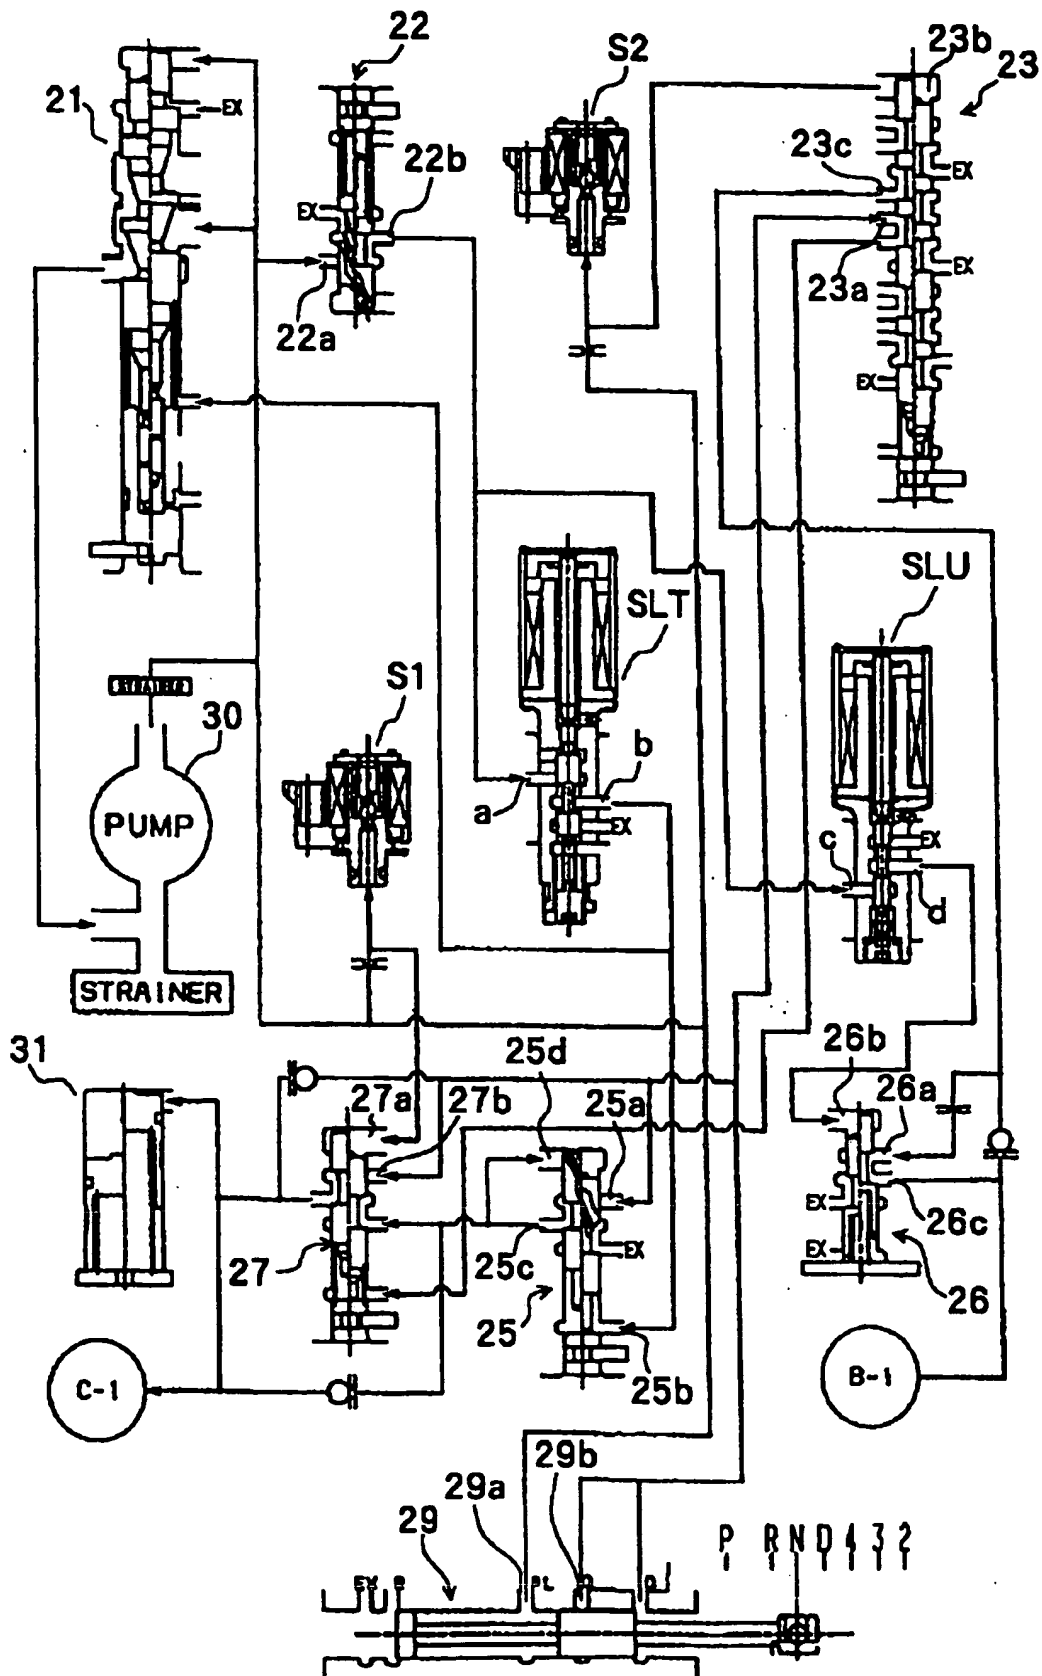 22
S2
23b
23
21
EX
22b
23c
EX
EX
22a
23a
EX
EX
SLU
SLT
S1
30
b
PUMP
a
EX
EX
c
d
STRAINER
31
25d
26b
27a
27b
25a
26a
EX
26c
27
25c
EX
EX
25
26
C-1
25b
B-1
29b
29a
29
P R N D 4 3 2
EX
PL
D